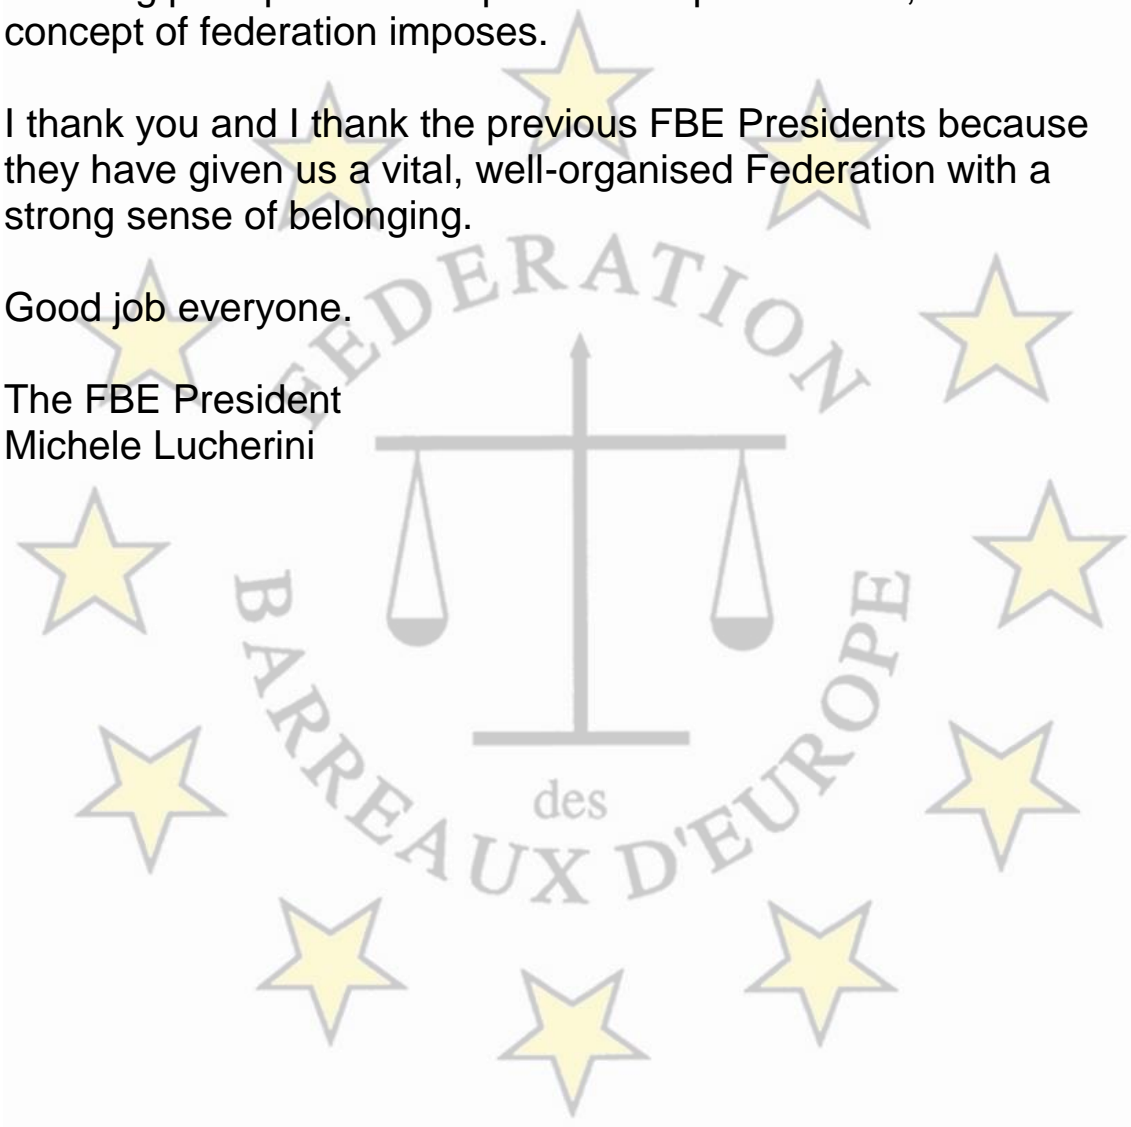 concept of federation imposes.
I thank you and I thank the previous FBE Presidents because
they have given us a vital, well-organised Federation with a
strong sense of belonging.
Good job everyone.
The FBE President
Michele Lucherini
FEDERATION
des
BARREAUX D'EUROPE